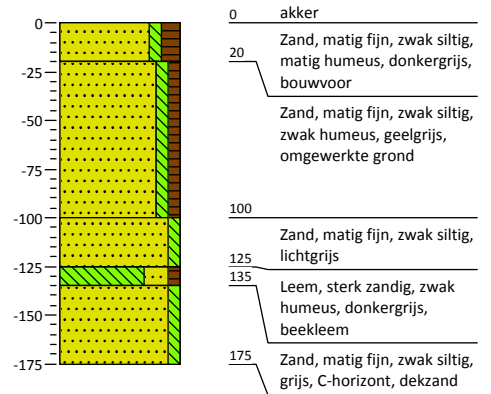 0
-25
-50
-75
-100
-125
-150
-175
0 akker
Zand, matig fijn, zwak siltig,
20 matig humeus, donkergrijs,
bouwvoor
Zand, matig fijn, zwak siltig,
zwak humeus, geelgrijs,
omgewerkte grond
100
Zand, matig fijn, zwak siltig,
125 lichtgrijs
135 Leem, sterk zandig, zwak
humeus, donkergrijs,
beekleem
175 Zand, matig fijn, zwak siltig,
grijs, C-horizont, dekzand